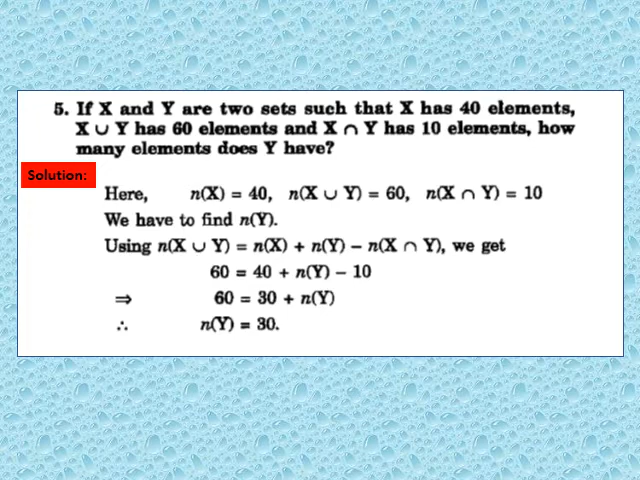 5. If X and Y are two sets such that X has 40 elements,
X ∪ Y has 60 elements and X ∩ Y has 10 elements, how
many elements does Y have?
Solution:
Here, n(X) = 40, n(X ∪ Y) = 60, n(X ∩ Y) = 10
We have to find n(Y).
Using n(X ∪ Y) = n(X) + n(Y) – n(X ∩ Y), we get
60 = 40 + n(Y) – 10
⇒ 60 = 30 + n(Y)
∴ n(Y) = 30.